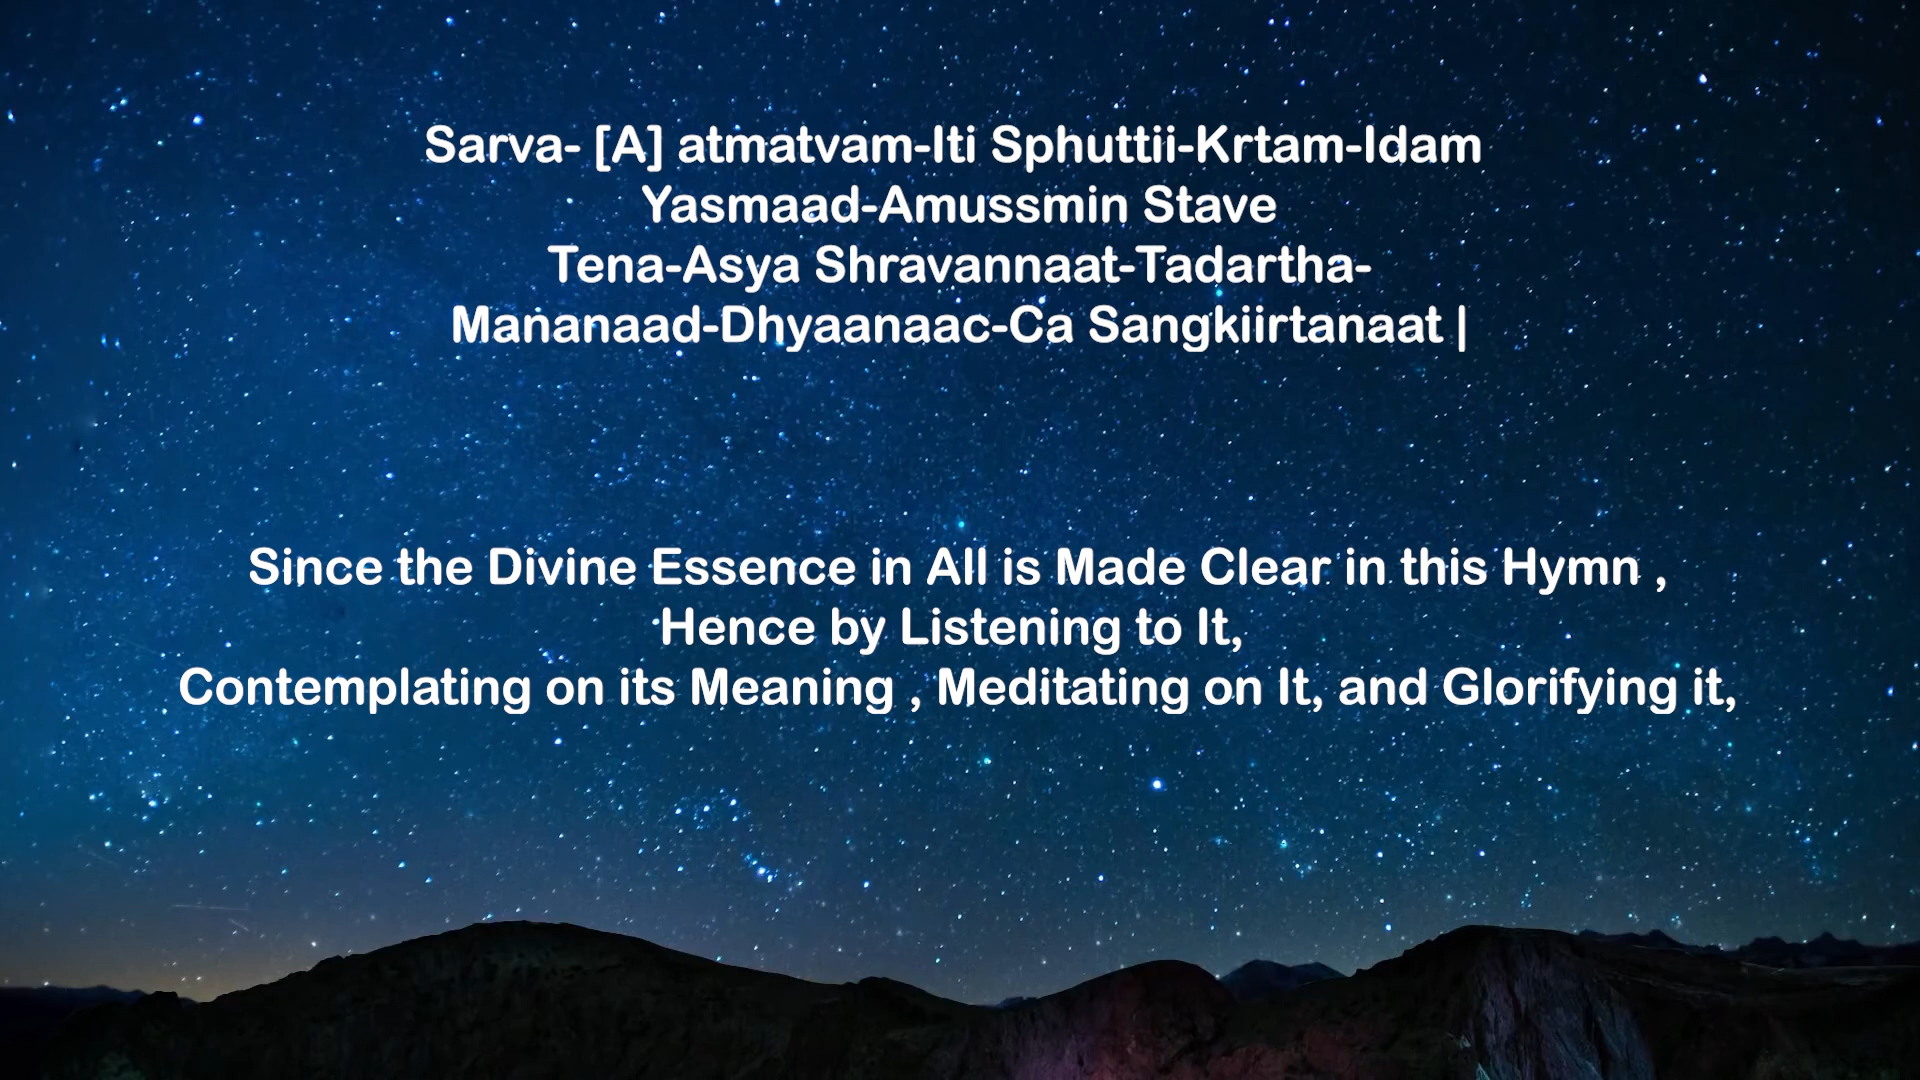 Sarva- [A] atmatvam-Iti Sphuttii-Krtam-Idam
Yasmaad-Amussmin Stave
Tena-Asya Shravannaat-Tadartha-
Mananaad-Dhyaanaac-Ca Sangkiirtanaat |
Since the Divine Essence in All is Made Clear in this Hymn ,
Hence by Listening to It,
Contemplating on its Meaning , Meditating on It, and Glorifying it,